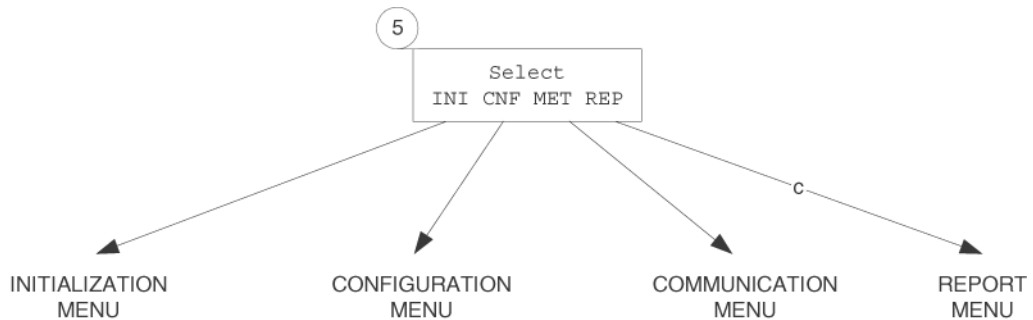 5
Select
INI CNF MET REP
c
INITIALIZATION
MENU
CONFIGURATION
MENU
COMMUNICATION
MENU
REPORT
MENU